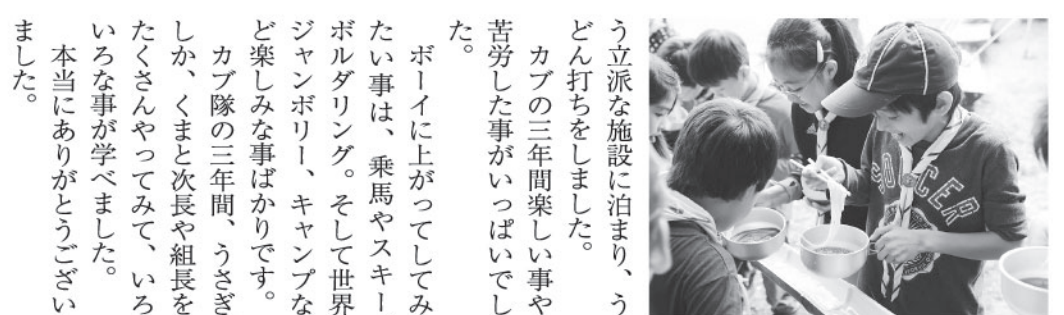 う立派な施設に泊まり、う
どん打ちをしました。
　カブの三年間楽しい事や
苦労した事がいっぱいでし
た。
　ボーイに上がってしてみ
たい事は、乗馬やスキー
ボルダリング。そして世界
ジャンボリー、キャンプな
ど楽しみな事ばかりです。
　カブ隊の三年間、うさぎ
しか、くまと次長や組長を
たくさんやってみて、いろ
いろな事が学べました。
　本当にありがとうござい
ました。
SOCCER